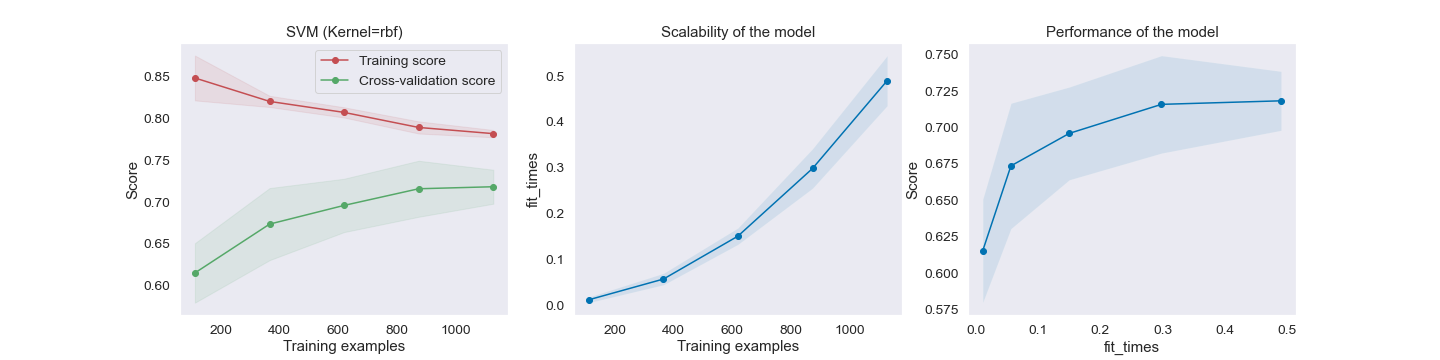 SVM (Kernel=rbf)
Training score
Cross-validation score
0.85
0.80
0.75
0.70
0.65
0.60
Score
200 400 600 800 1000
Training examples
Scalability of the model
0.5
0.4
0.3
0.2
0.1
0.0
fit_times
200 400 600 800 1000
Training examples
Performance of the model
0.750
0.725
0.700
0.675
0.650
0.625
0.600
0.575
Score
0.0 0.1 0.2 0.3 0.4 0.5
fit_times